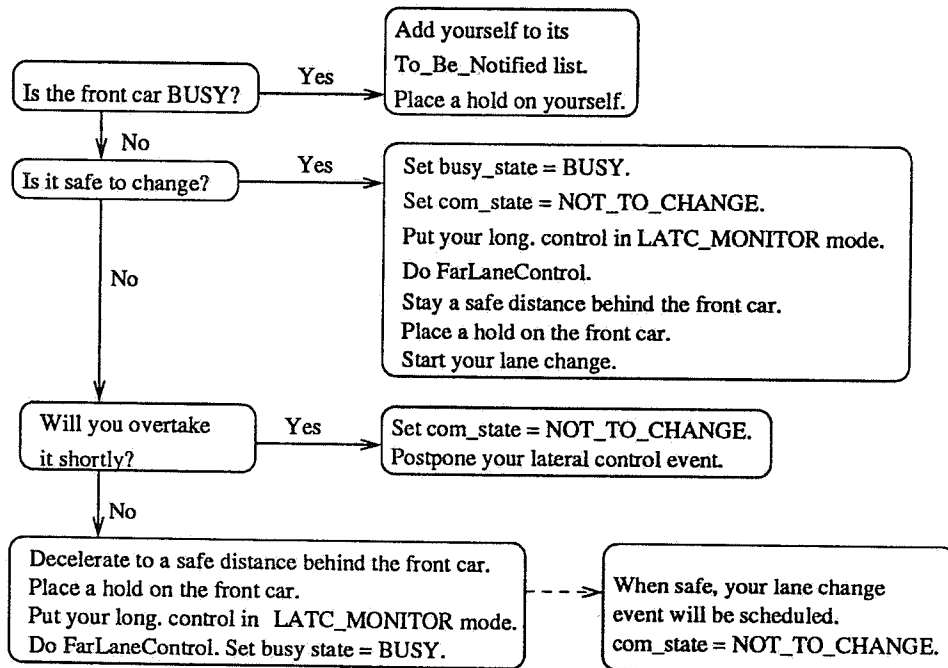 Add yourself to its
To_Be_Notified list.
Place a hold on yourself.
Is the front car BUSY?
Yes
No
Is it safe to change?
Yes
Set busy_state = BUSY.
Set com_state = NOT_TO_CHANGE.
Put your long. control in LATC_MONITOR mode.
Do FarLaneControl.
Stay a safe distance behind the front car.
Place a hold on the front car.
Start your lane change.
No
Will you overtake
it shortly?
Yes
Set com_state = NOT_TO_CHANGE.
Postpone your lateral control event.
No
Decelerate to a safe distance behind the front car.
Place a hold on the front car.
Put your long. control in LATC_MONITOR mode.
Do FarLaneControl. Set busy state = BUSY.
When safe, your lane change
event will be scheduled.
com_state = NOT_TO_CHANGE.